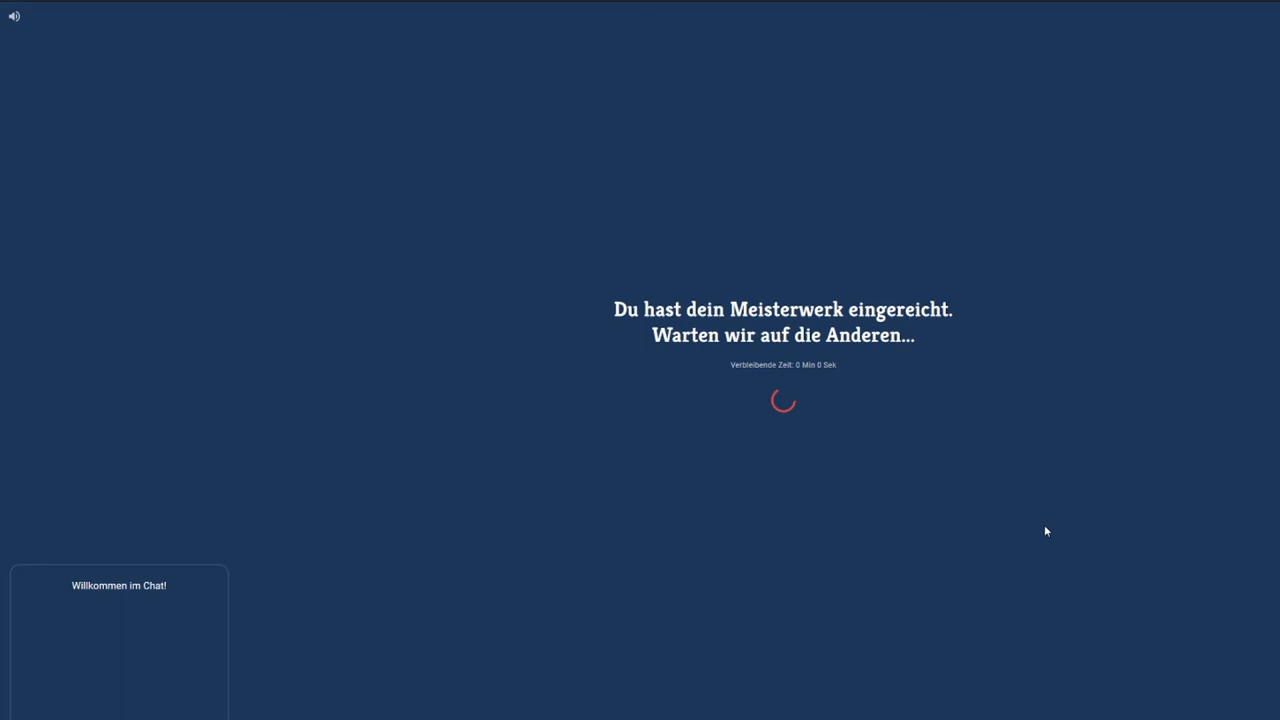 Du hast dein Meisterwerk eingereicht.
Warten wir auf die Anderen...
Verbleibende Zeit: 0 Min 0 Sek
Willkommen im Chat!